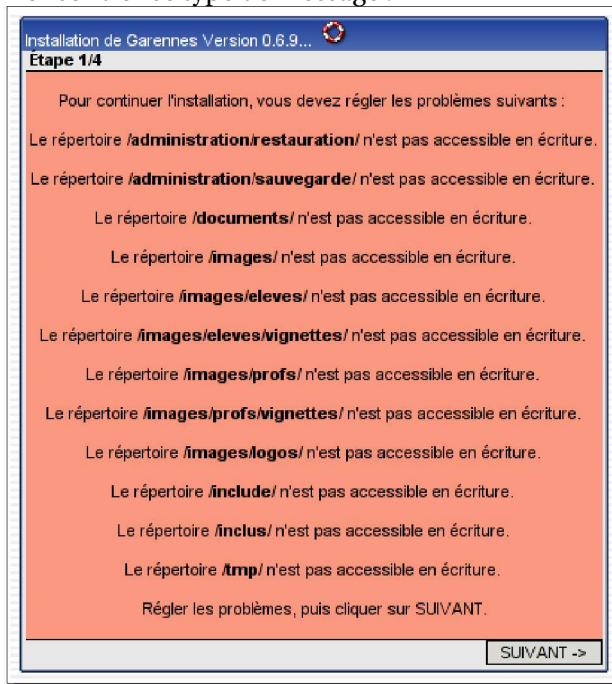 Installation de Garennes Version 0.6.9...
Étape 1/4
Pour continuer l'installation, vous devez régler les problèmes suivants :
Le répertoire /administration/restauration/ n'est pas accessible en écriture.
Le répertoire /administration/sauvegarde/ n'est pas accessible en écriture.
Le répertoire /documents/ n'est pas accessible en écriture.
Le répertoire /images/ n'est pas accessible en écriture.
Le répertoire /images/eleves/ n'est pas accessible en écriture.
Le répertoire /images/eleves/vignettes/ n'est pas accessible en écriture.
Le répertoire /images/profs/ n'est pas accessible en écriture.
Le répertoire /images/profs/vignettes/ n'est pas accessible en écriture.
Le répertoire /images/logos/ n'est pas accessible en écriture.
Le répertoire /include/ n'est pas accessible en écriture.
Le répertoire /inclus/ n'est pas accessible en écriture.
Le répertoire /tmp/ n'est pas accessible en écriture.
Régler les problèmes, puis cliquer sur SUIVANT.
SUIVANT ->